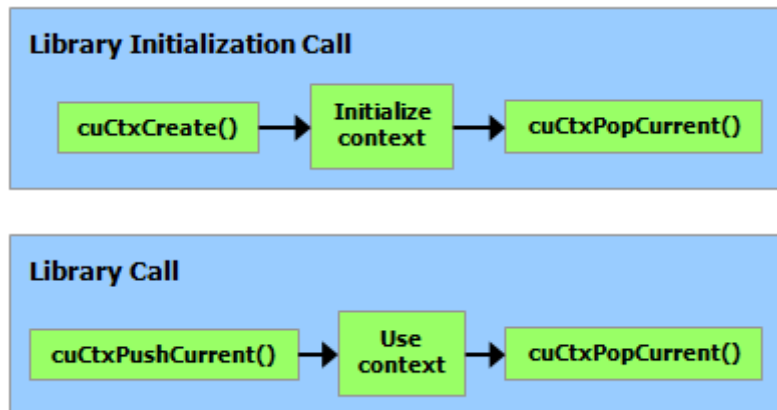 Library Initialization Call
cuCtxCreate()
Initialize
context
cuCtxPopCurrent()
Library Call
cuCtxPushCurrent()
Use
context
cuCtxPopCurrent()